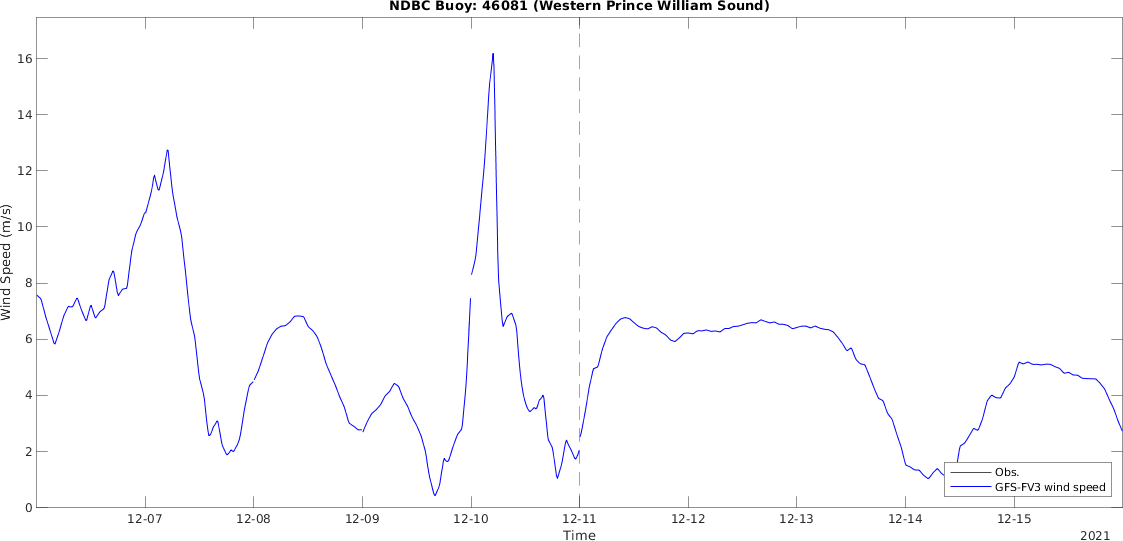 NDBC Buoy: 46081 (Western Prince William Sound)
Wind Speed (m/s)
16
14
12
10
8
6
4
2
0
12-07 12-08 12-09 12-10 12-11 12-12 12-13 12-14 12-15
Time
2021
Obs.
GFS-FV3 wind speed